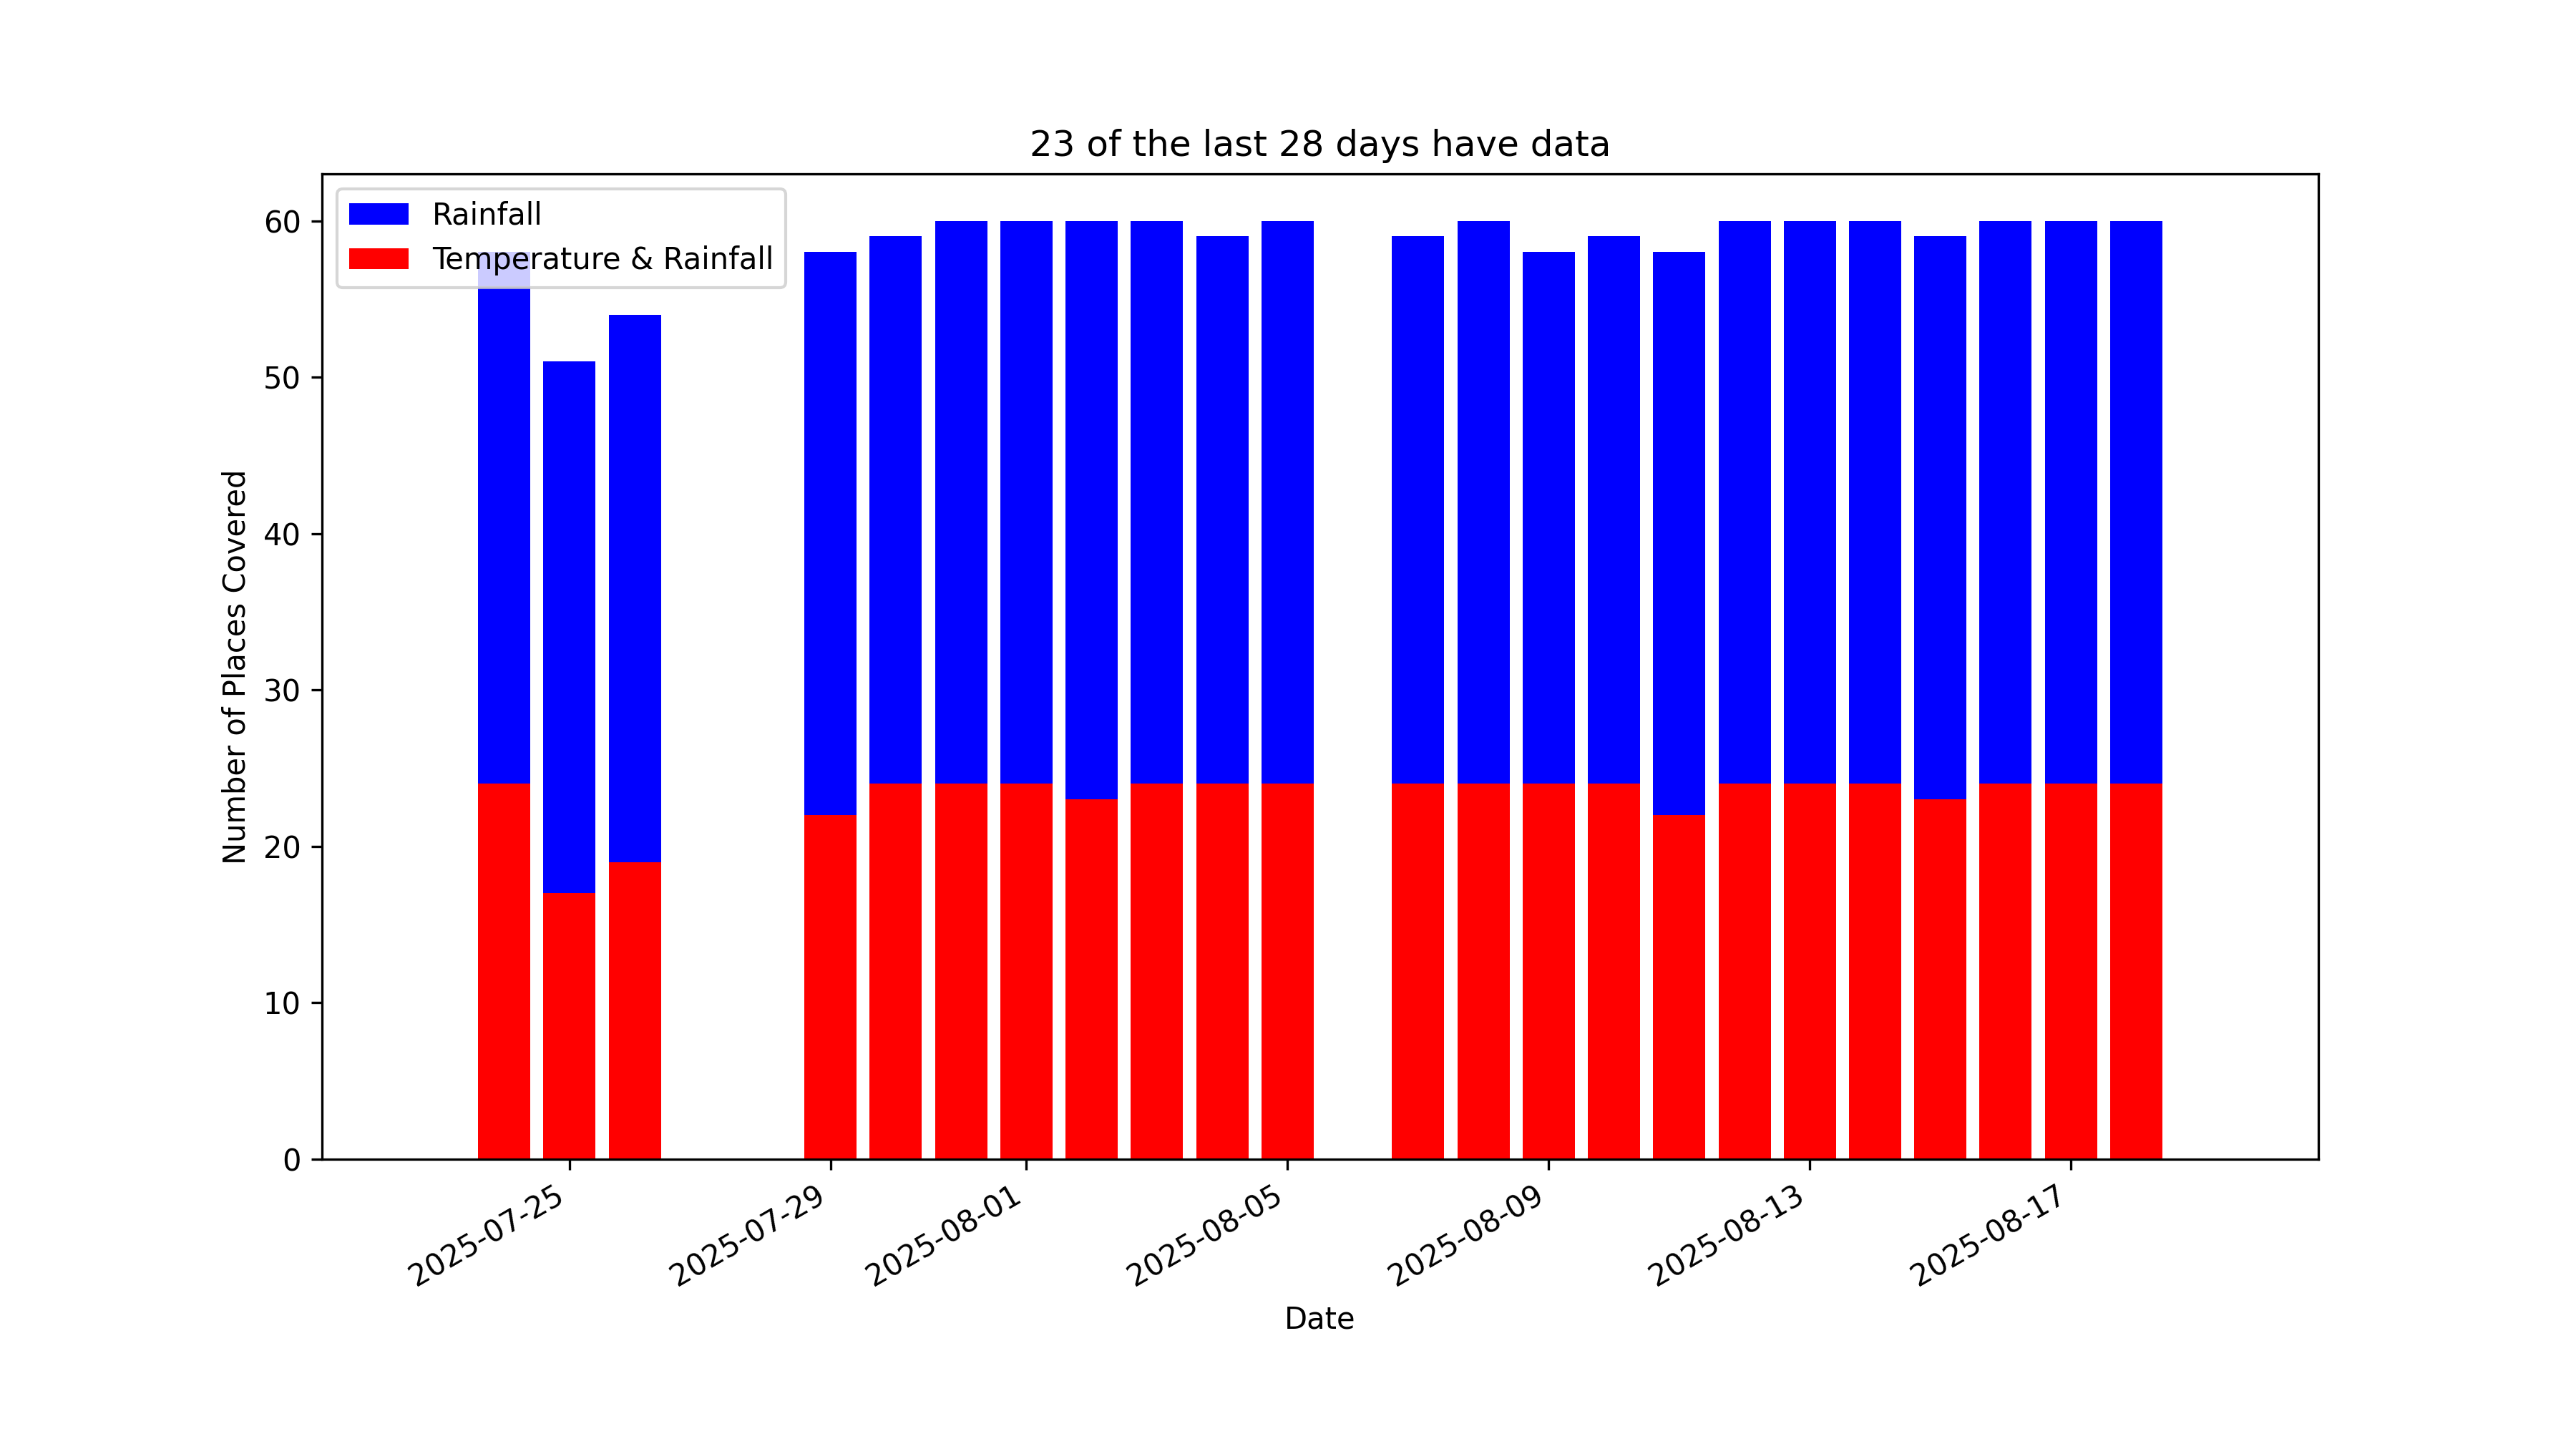 23 of the last 28 days have data
Rainfall
Temperature & Rainfall
Number of Places Covered
60
50
40
30
20
10
0
2025-07-25
2025-07-29
2025-08-01
2025-08-05
2025-08-09
2025-08-13
2025-08-17
Date